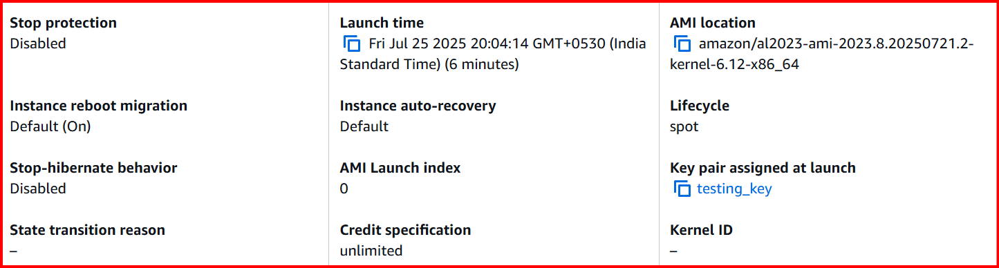 Stop protection
Disabled
Launch time
Fri Jul 25 2025 20:04:14 GMT+0530 (India
Standard Time) (6 minutes)
AMI location
amazon/al2023-ami-2023.8.20250721.2-
kernel-6.12-x86_64
Instance reboot migration
Default (On)
Instance auto-recovery
Default
Lifecycle
spot
Stop-hibernate behavior
Disabled
AMI Launch index
0
Key pair assigned at launch
testing_key
State transition reason
–
Credit specification
unlimited
Kernel ID
–